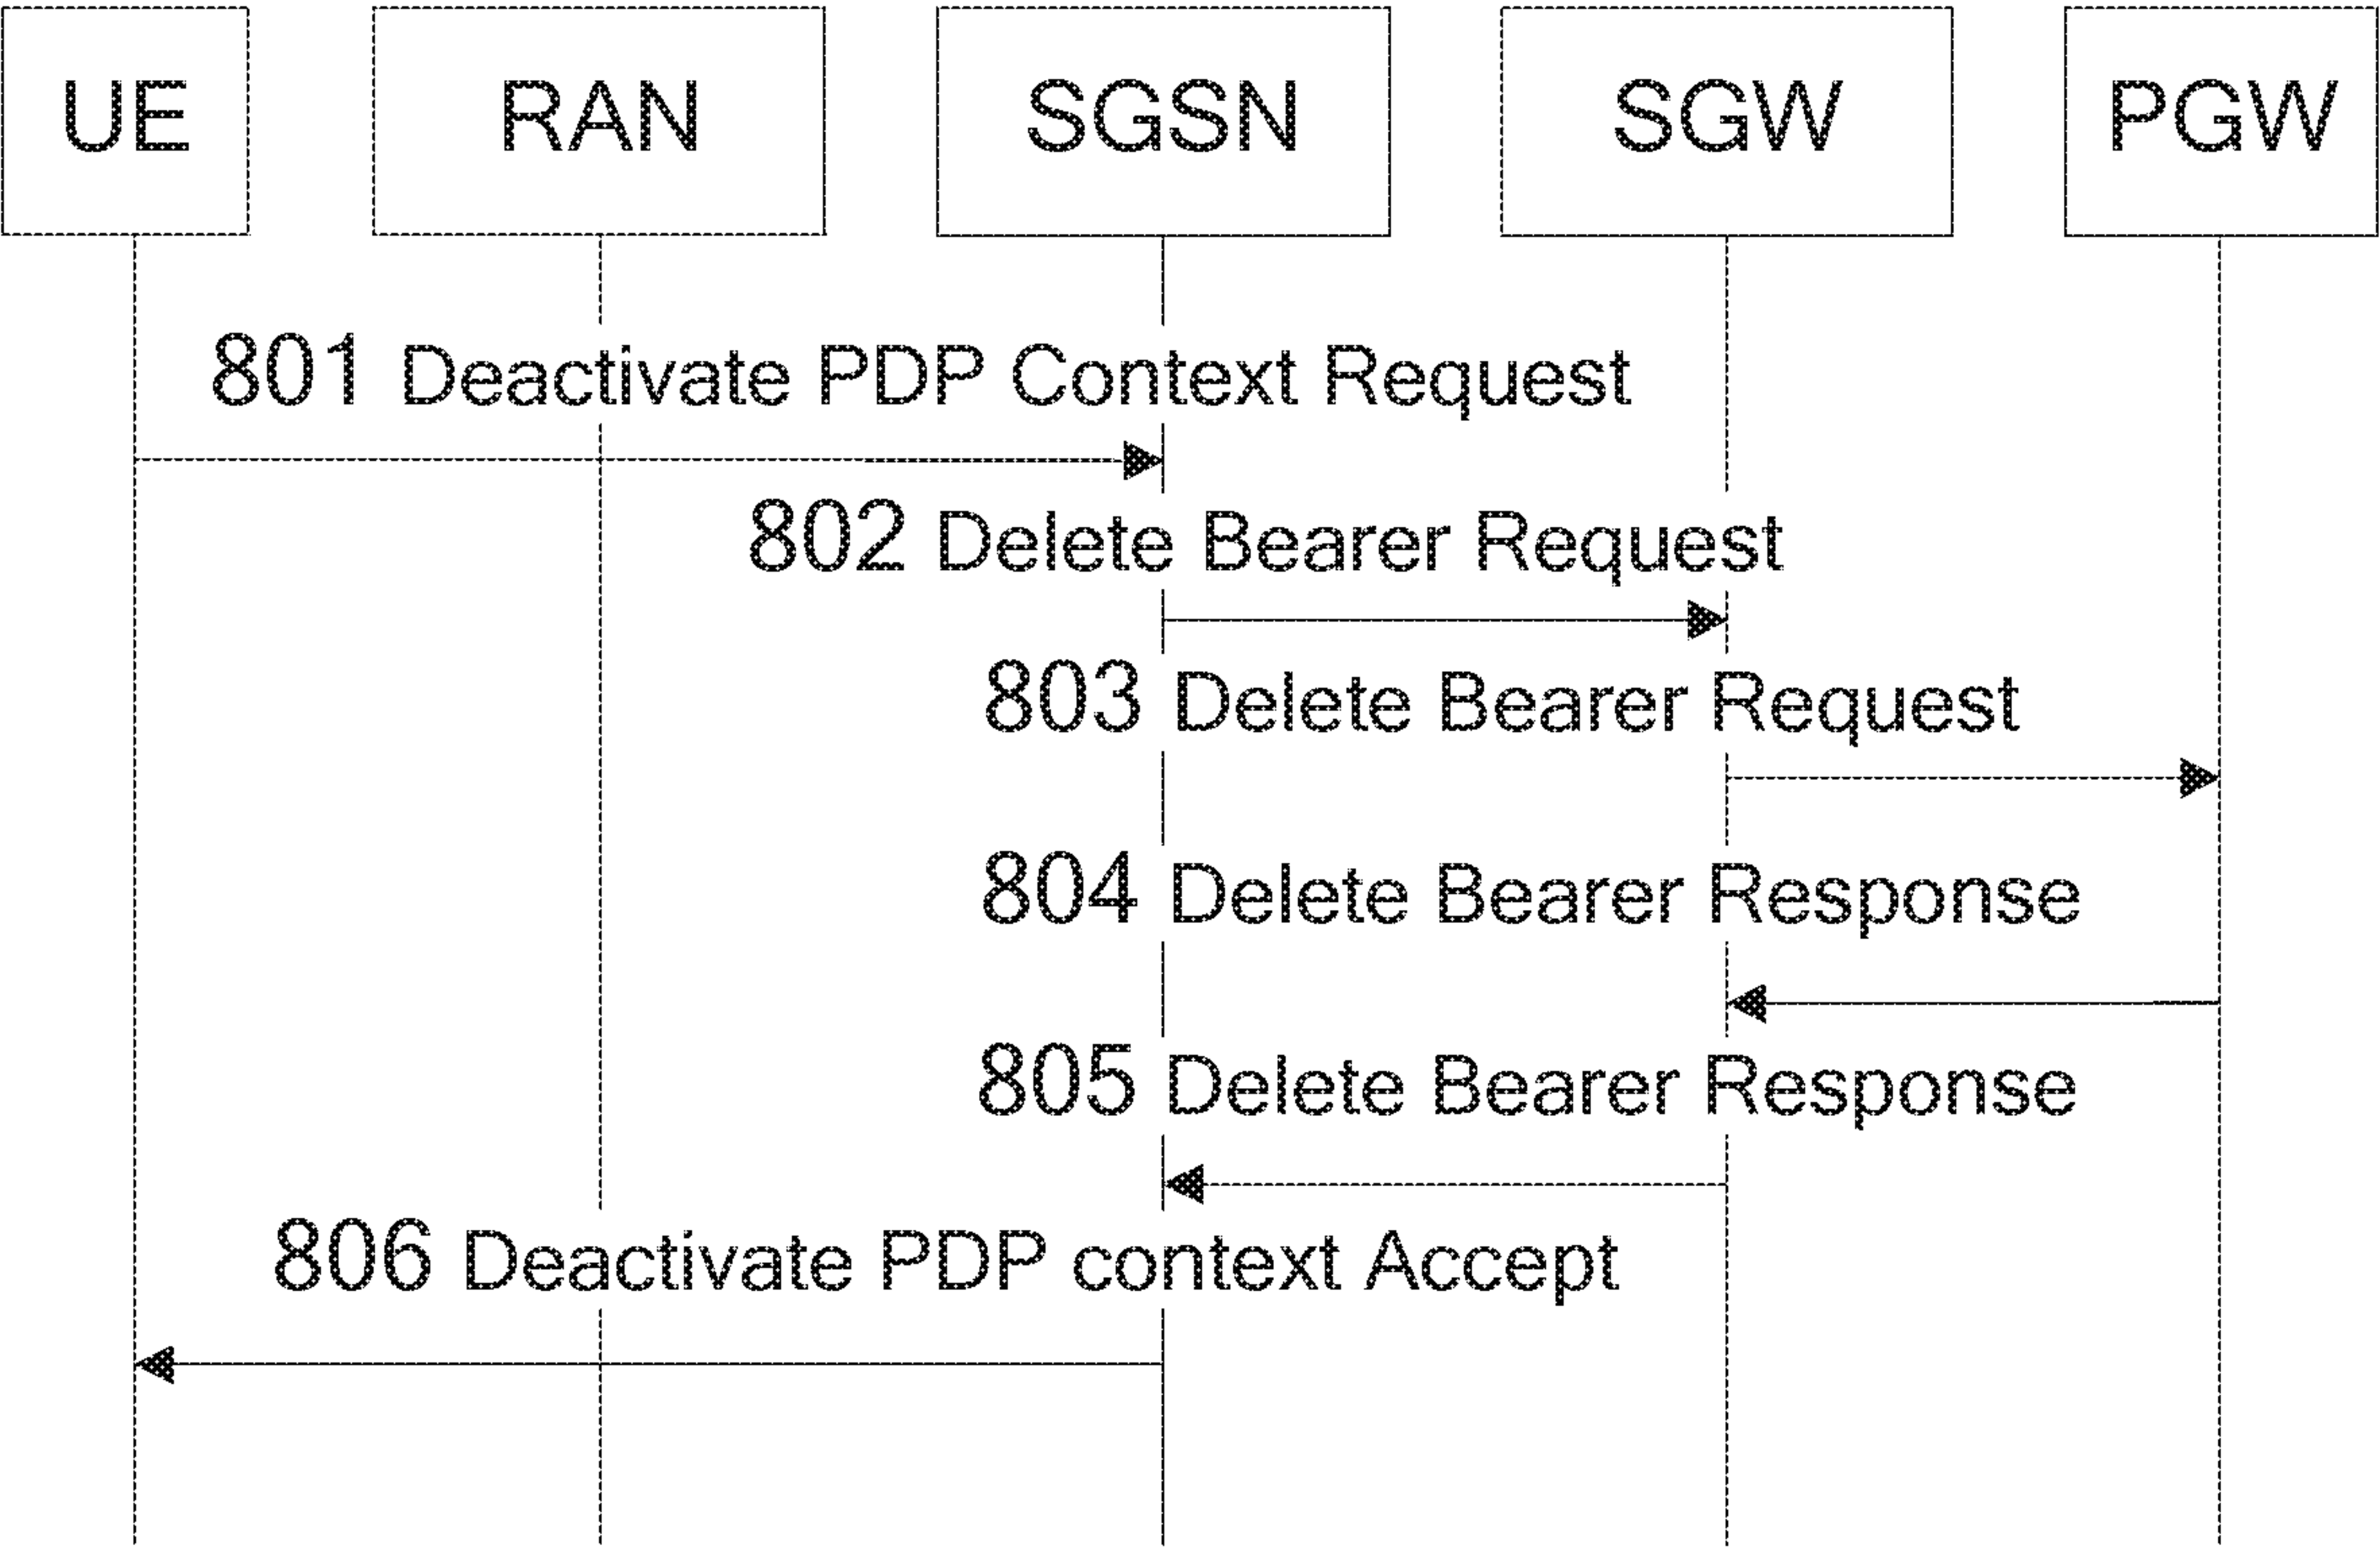 UE RAN SGSN SGW PGW
801 Deactivate PDP Context Request
802 Delete Bearer Request
803 Delete Bearer Request
804 Delete Bearer Response
805 Delete Bearer Response
806 Deactivate PDP context Accept